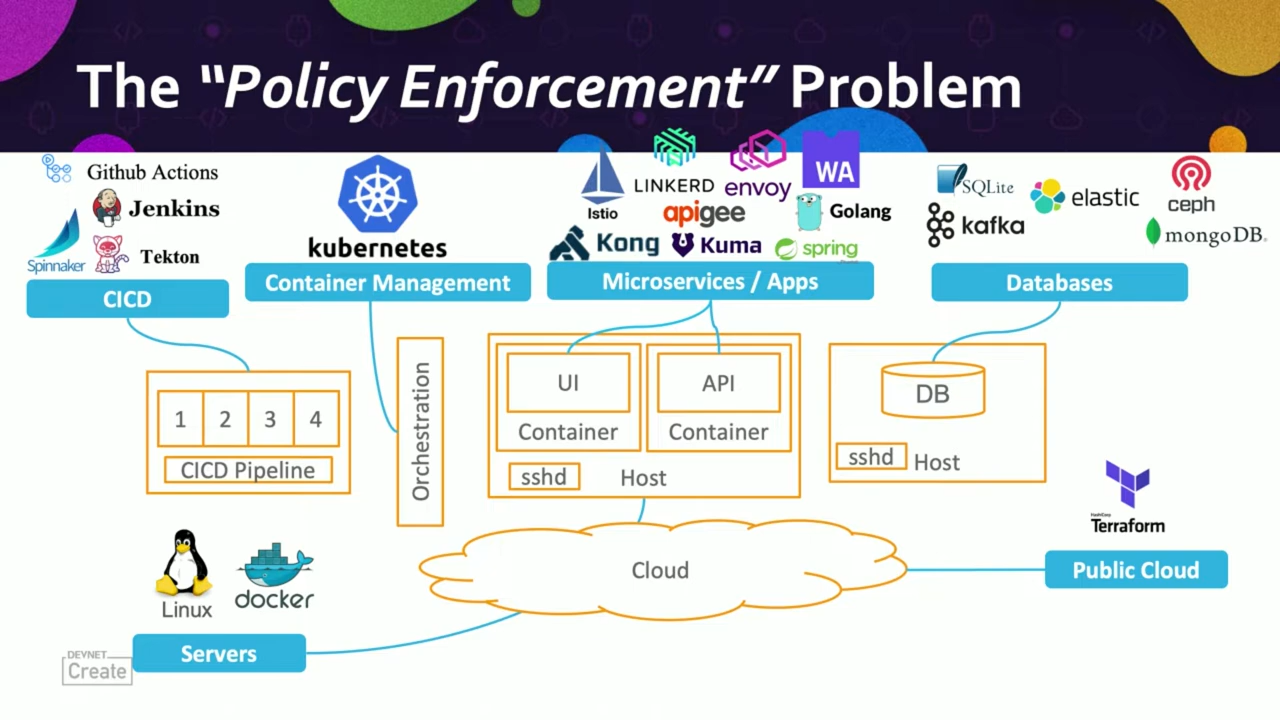 The “Policy Enforcement” Problem
Github Actions
Jenkins
Spinnaker
Tekton
CICD
kubernetes
Container Management
Istio
LINKERD
envoy
WA
apigee
Golang
Kong
Kuma
spring
Microservices / Apps
SQLite
kafka
elastic
ceph
mongoDB.
Databases
1 2 3 4
CICD Pipeline
Orchestration
UI
Container
API
Container
sshd
Host
DB
sshd
Host
HashiCorp
Terraform
Public Cloud
Cloud
Linux
docker
Servers
DEVNET
Create